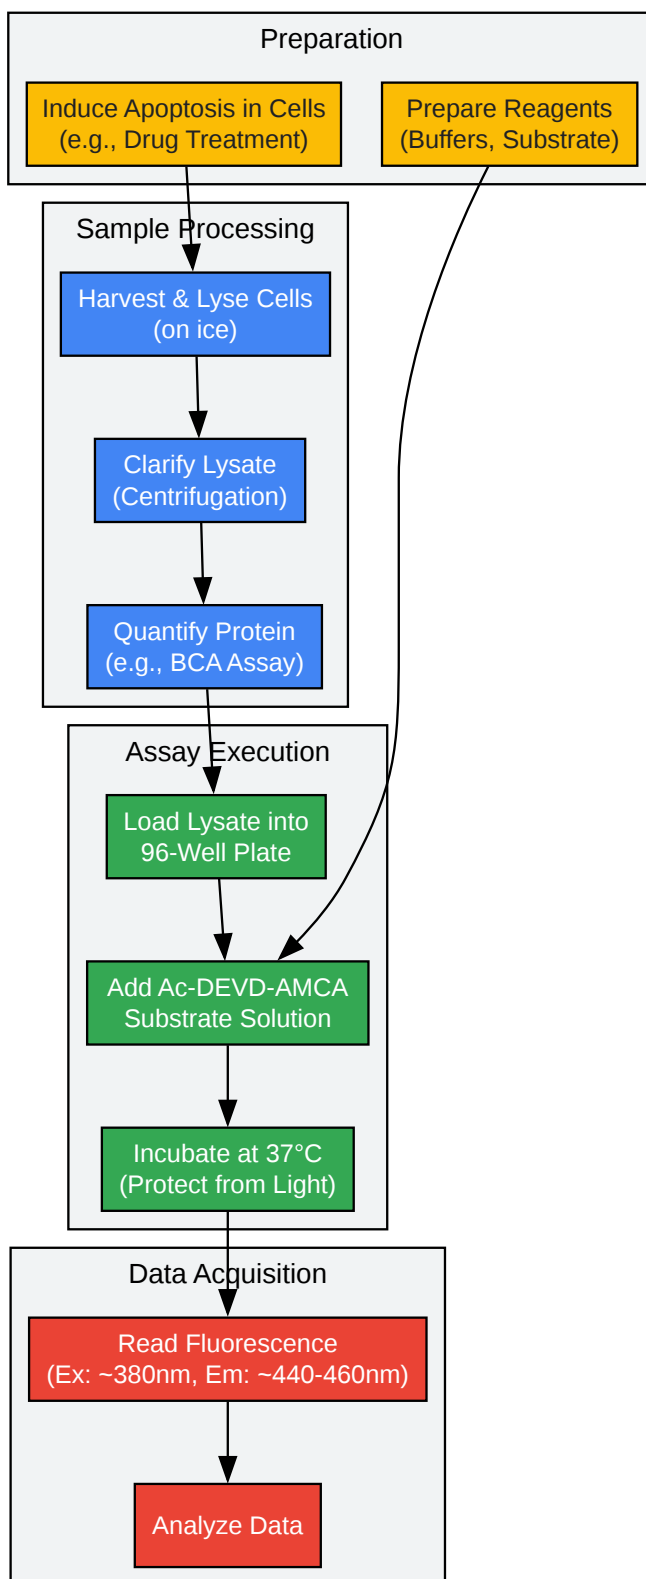 Preparation
Induce Apoptosis in Cells
(e.g., Drug Treatment)
Prepare Reagents
(Buffers, Substrate)
Sample Processing
Harvest & Lyse Cells
(on ice)
Clarify Lysate
(Centrifugation)
Quantify Protein
(e.g., BCA Assay)
Assay Execution
Load Lysate into
96-Well Plate
Add Ac-DEVD-AMCA
Substrate Solution
Incubate at 37°C
(Protect from Light)
Data Acquisition
Read Fluorescence
(Ex: ~380nm, Em: ~440-460nm)
Analyze Data